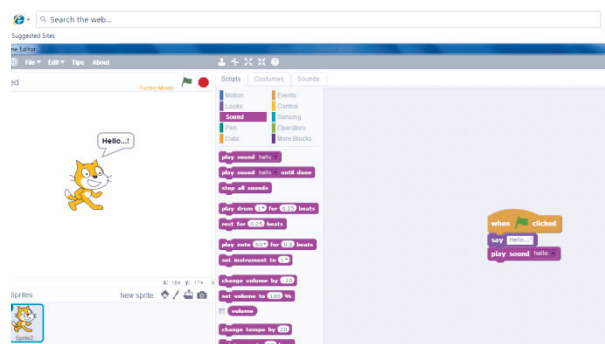 Search the web...
Suggested Sites
ne Editor
File Edit Tips About
ed
Turbo Mode
Scripts Costumes Sounds
Motion Events
Looks Control
Sound Sensing
Pen Operators
Data More Blocks
Hello...!
play sound hello
play sound hello until done
stop all sounds
play drum 1 for 0.25 beats
rest for 0.25 beats
play note 60 for 0.5 beats
set instrument to 1
change volume by -10
set volume to 100 %
volume
change tempo by 20
when clicked
say Hello...!
play sound hello
x: 184 y: 174
Sprites New sprite:
Sprite2